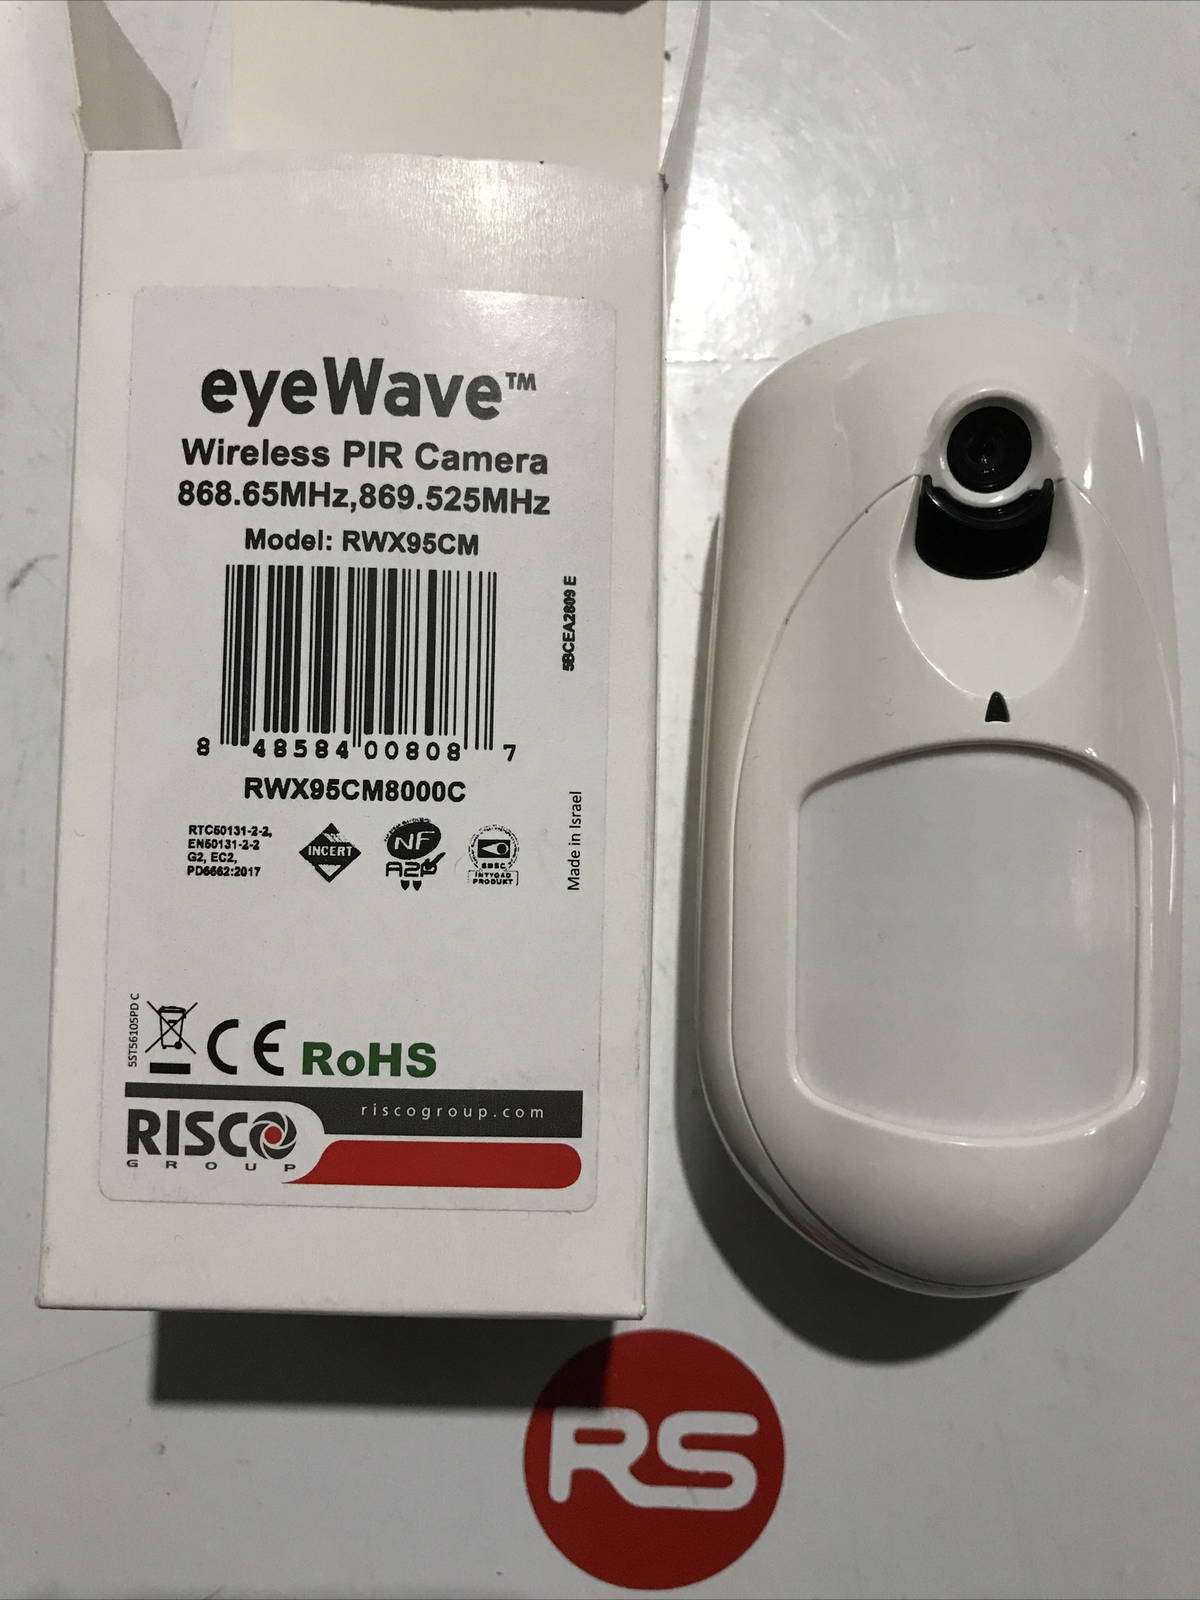 eyeWave™
Wireless PIR Camera
868.65MHz,869.525MHz
Model: RWX95CM
5BCEA2809 E
8 48584 00808 7
RWX95CM8000C
RTC50131-2-2,
EN50131-2-2
G2, EC2,
PD6662:2017
INCERT
NF
A2P
SBSC
INTYGAD
PRODUKT
Made in Israel
5ST56105PD C
CE RoHS
riscogroup.com
RISCO
GROUP
RS